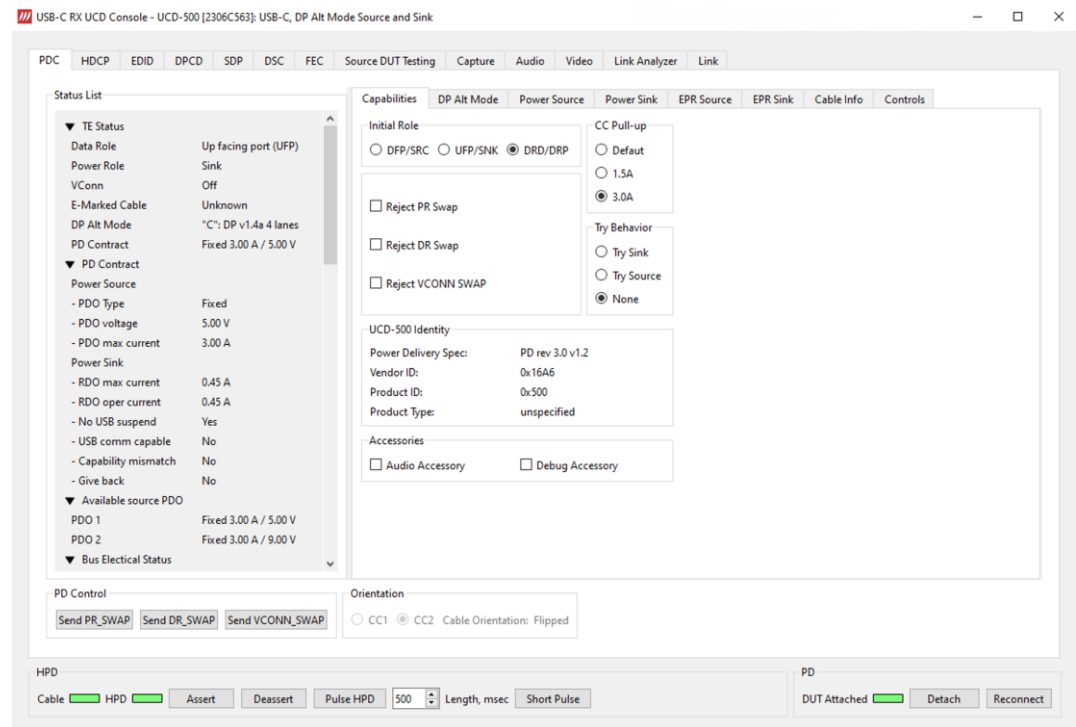 USB-C RX UCD Console - UCD-500 [2306C563]: USB-C, DP Alt Mode Source and Sink
PDC HDCP EDID DPCD SDP DSC FEC Source DUT Testing Capture Audio Video Link Analyzer Link
Status List
TE Status
Data Role Up facing port (UFP)
Power Role Sink
VConn Off
E-Marked Cable Unknown
DP Alt Mode "C": DP v1.4a 4 lanes
PD Contract Fixed 3.00 A / 5.00 V
PD Contract
Power Source
- PDO Type Fixed
- PDO voltage 5.00 V
- PDO max current 3.00 A
Power Sink
- RDO max current 0.45 A
- RDO oper current 0.45 A
- No USB suspend Yes
- USB comm capable No
- Capability mismatch No
- Give back No
Available source PDO
PDO 1 Fixed 3.00 A / 5.00 V
PDO 2 Fixed 3.00 A / 9.00 V
Bus Electical Status
Capabilities DP Alt Mode Power Source Power Sink EPR Source EPR Sink Cable Info Controls
Initial Role
DFP/SRC UFP/SNK DRD/DRP
Reject PR Swap
Reject DR Swap
Reject VCONN SWAP
CC Pull-up
Defaut
1.5A
3.0A
Try Behavior
Try Sink
Try Source
None
UCD-500 Identity
Power Delivery Spec: PD rev 3.0 v1.2
Vendor ID: 0x16A6
Product ID: 0x500
Product Type: unspecified
Accessories
Audio Accessory Debug Accessory
PD Control
Send PR_SWAP Send DR_SWAP Send VCONN_SWAP
Orientation
CC1 CC2 Cable Orientation: Flipped
HPD
Cable HPD Assert Deassert Pulse HPD 500 Length, msec Short Pulse
PD
DUT Attached Detach Reconnect